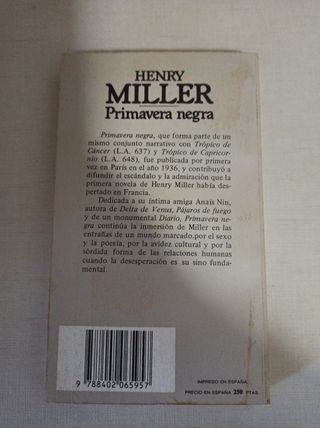 HENRY
MILLER
Primavera negra
Primavera negra, que forma parte de un
mismo conjunto narrativo con Trópico de
Cáncer (L.A. 637) y Trópico de Capricor-
nio (L.A. 648), fue publicada por primera
vez en París en el año 1936, y contribuyó a
difundir el escándalo y la admiración que la
primera novela de Henry Miller había des-
pertado en Francia.
Dedicada a su íntima amiga Anaïs Nin,
autora de Delta de Venus, Pájaros de fuego
y de un monumental Diario, Primavera ne-
gra continúa la inmersión de Miller en las
entrañas de un mundo marcado.por el sexo
y la poesía, por la avidez cultural y por la
sórdida forma de las relaciones humanas
cuando la desesperación es su sino funda-
mental.
9 788402 065957
IMPRESO EN ESPAÑA
PRECIO EN ESPAÑA 250 PTAS.